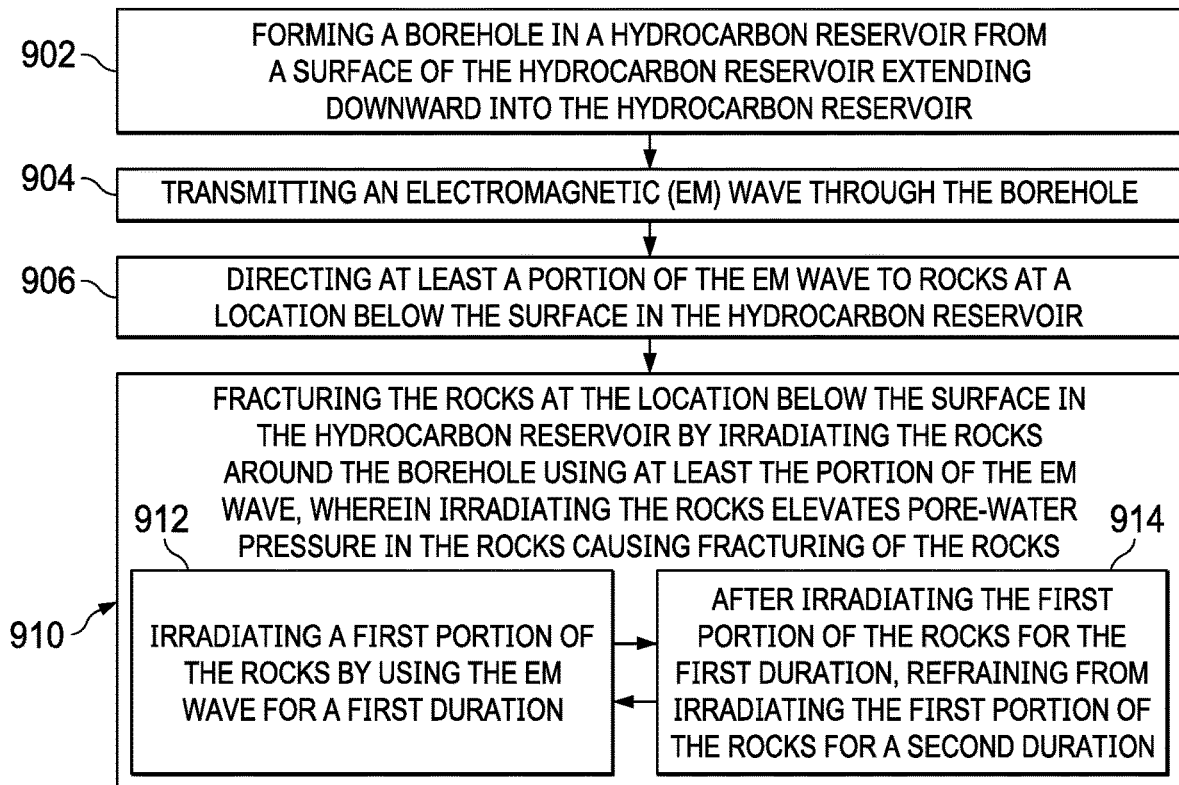 902
FORMING A BOREHOLE IN A HYDROCARBON RESERVOIR FROM
A SURFACE OF THE HYDROCARBON RESERVOIR EXTENDING
DOWNWARD INTO THE HYDROCARBON RESERVOIR
904
TRANSMITTING AN ELECTROMAGNETIC (EM) WAVE THROUGH THE BOREHOLE
906
DIRECTING AT LEAST A PORTION OF THE EM WAVE TO ROCKS AT A
LOCATION BELOW THE SURFACE IN THE HYDROCARBON RESERVOIR
910
FRACTURING THE ROCKS AT THE LOCATION BELOW THE SURFACE IN
THE HYDROCARBON RESERVOIR BY IRRADIATING THE ROCKS
AROUND THE BOREHOLE USING AT LEAST THE PORTION OF THE EM
WAVE, WHEREIN IRRADIATING THE ROCKS ELEVATES PORE-WATER
PRESSURE IN THE ROCKS CAUSING FRACTURING OF THE ROCKS
912
IRRADIATING A FIRST PORTION OF
THE ROCKS BY USING THE EM
WAVE FOR A FIRST DURATION
914
AFTER IRRADIATING THE FIRST
PORTION OF THE ROCKS FOR THE
FIRST DURATION, REFRAINING FROM
IRRADIATING THE FIRST PORTION OF
THE ROCKS FOR A SECOND DURATION